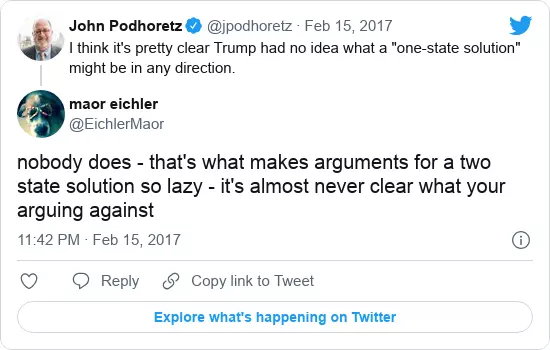 John Podhoretz @jpodhoretz · Feb 15, 2017
I think it's pretty clear Trump had no idea what a "one-state solution"
might be in any direction.
maor eichler
@EichlerMaor
nobody does - that's what makes arguments for a two
state solution so lazy - it's almost never clear what your
arguing against
11:42 PM · Feb 15, 2017
Reply
Copy link to Tweet
Explore what's happening on Twitter